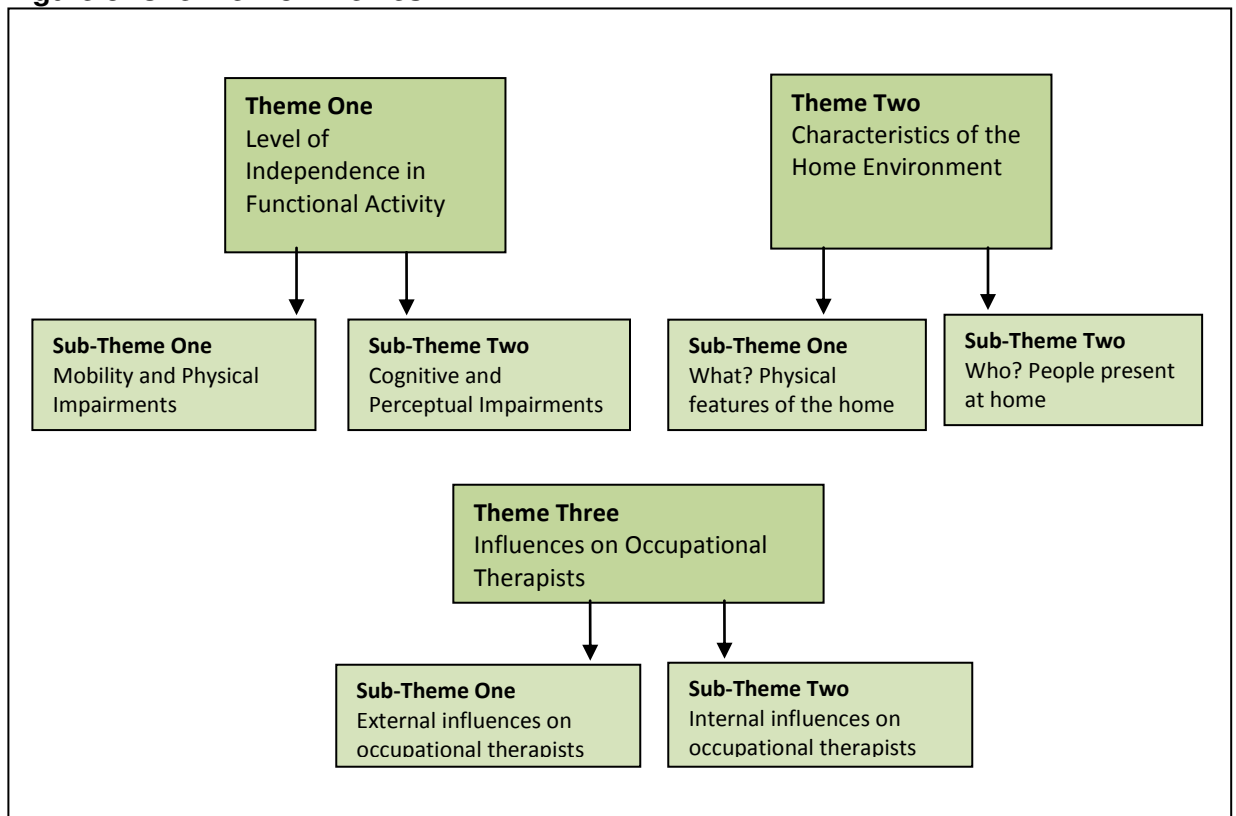 Theme One
Level of
Independence in
Functional Activity
Theme Two
Characteristics of the
Home Environment
Sub-Theme One
Mobility and Physical
Impairments
Sub-Theme Two
Cognitive and
Perceptual Impairments
Sub-Theme One
What? Physical
features of the home
Sub-Theme Two
Who? People present
at home
Theme Three
Influences on Occupational
Therapists
Sub-Theme One
External influences on
occupational therapists
Sub-Theme Two
Internal influences on
occupational therapists